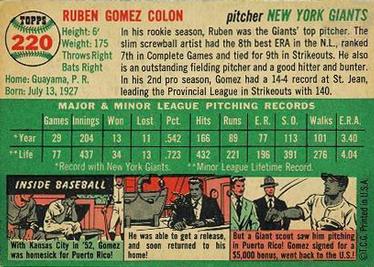 TOPPS
220
RUBEN GOMEZ COLON pitcher NEW YORK GIANTS
Height: 6'
Weight: 175
Throws Right
Bats Right
Home: Guayama, P. R.
Born: July 13, 1927
In his rookie season, Ruben was the Giants' top pitcher. The
slim screwball artist had the 8th best ERA in the N.L., ranked
7th in Complete Games and tied for 9th in Strikeouts. He also
is an outstanding fielding pitcher and a good hitter and bunter.
In his 2nd pro season, Gomez had a 14-4 record at St. Jean,
leading the Provincial League in Strikeouts with 140.
MAJOR & MINOR LEAGUE PITCHING RECORDS
Games Innings Won Lost Pct. Hits Runs E.R. S.O. Walks E.R.A.
*Year 29 204 13 11 .542 166 89 77 113 101 3.40
**Life 77 437 34 13 .723 432 221 196 276 391 4.04
*Record with New York Giants. **Minor League Lifetime Record.
INSIDE BASEBALL
With Kansas City in '52, Gomez was homesick for Puerto Rico!
He was able to get a release, and soon returned to his home!
But a Giant scout saw him pitching in Puerto Rico! Gomez signed for a $5,000 bonus, went back to U.S.!
©T.C.G. Printed in U.S.A.